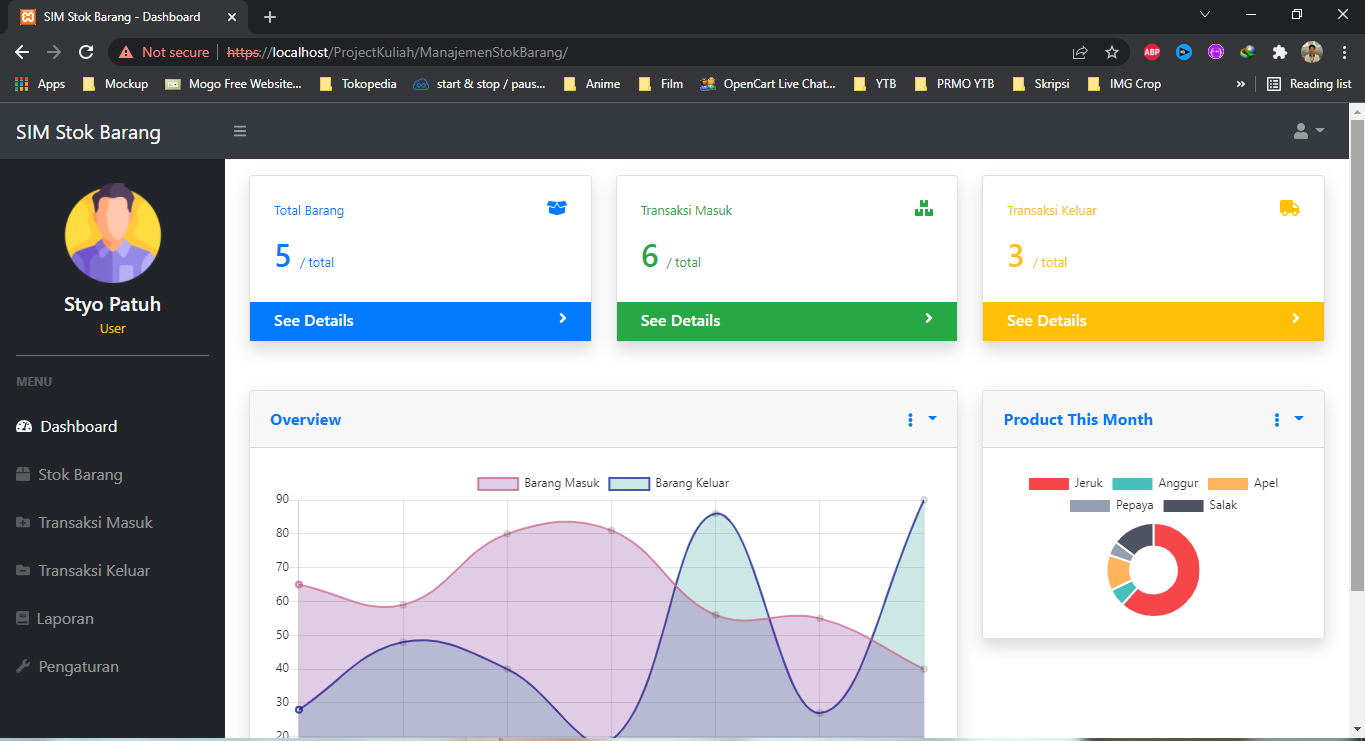 SIM Stok Barang - Dashboard
Not secure https://localhost/ProjectKuliah/ManajemenStokBarang/
ABP
Apps Mockup Mogo Free Website... Tokopedia start & stop / paus... Anime Film OpenCart Live Chat... YTB PRMO YTB Skripsi IMG Crop » Reading list
SIM Stok Barang
Styo Patuh
User
MENU
Dashboard
Stok Barang
Transaksi Masuk
Transaksi Keluar
Laporan
Pengaturan
Total Barang
5 / total
See Details
Transaksi Masuk
6 / total
See Details
Transaksi Keluar
3 / total
See Details
Overview
Barang Masuk Barang Keluar
90
80
70
60
50
40
30
20
Product This Month
Jeruk Anggur Apel
Pepaya Salak